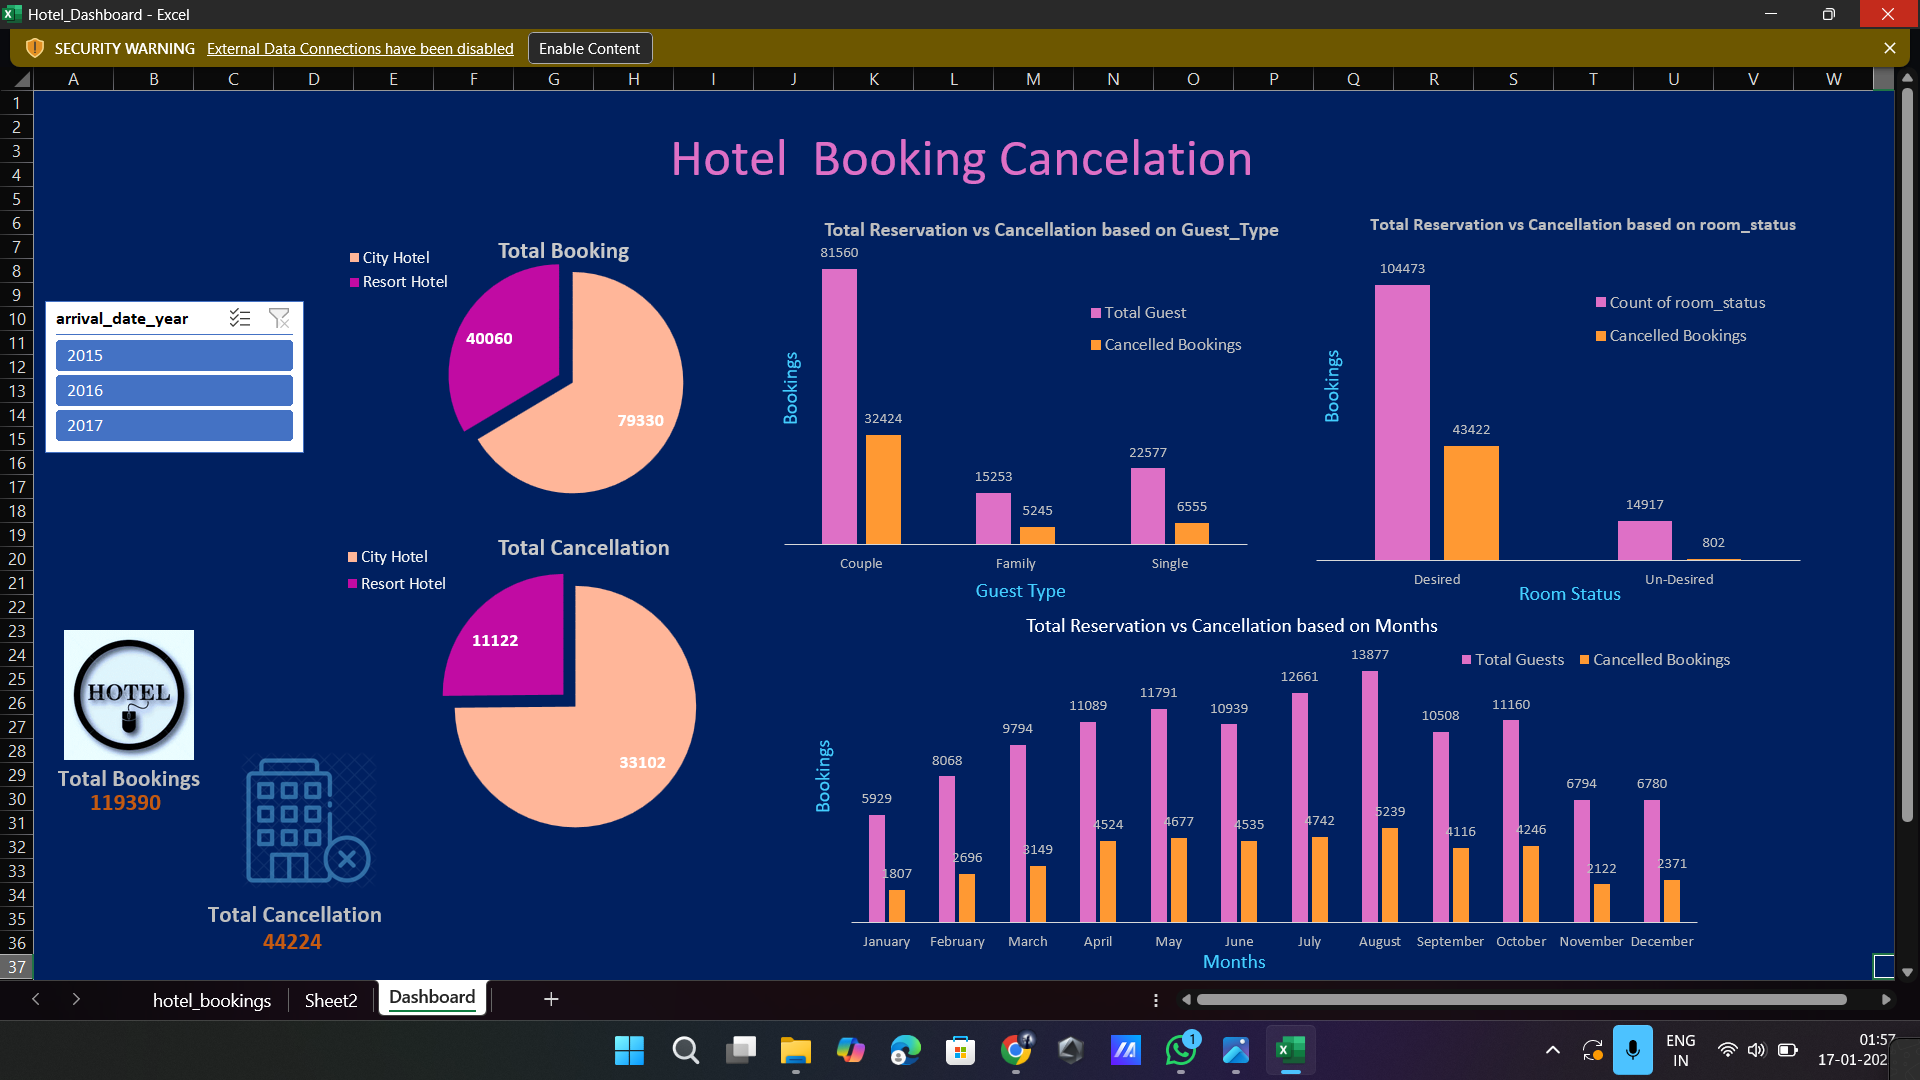 Hotel_Dashboard - Excel
SECURITY WARNING External Data Connections have been disabled Enable Content
A B C D E F G H I J K L M N O P Q R S T U V W
1
2
3
4
5
6
7
8
9
10
11
12
13
14
15
16
17
18
19
20
21
22
23
24
25
26
27
28
29
30
31
32
33
34
35
36
37
Hotel Booking Cancelation
arrival_date_year
2015
2016
2017
Total Booking
City Hotel
Resort Hotel
40060
79330
Total Cancellation
City Hotel
Resort Hotel
11122
33102
HOTEL
Total Bookings
119390
Total Cancellation
44224
Total Reservation vs Cancellation based on Guest_Type
81560
Total Guest
Cancelled Bookings
Bookings
32424
22577
15253
6555
5245
Couple Family Single
Guest Type
Total Reservation vs Cancellation based on room_status
104473
Count of room_status
Cancelled Bookings
Bookings
43422
14917
802
Desired Un-Desired
Room Status
Total Reservation vs Cancellation based on Months
Total Guests Cancelled Bookings
Bookings
5929 8068 9794 11089 11791 10939 12661 13877 10508 11160 6794 6780
1807 2696 3149 4524 4677 4535 4742 5239 4116 4246 2122 2371
January February March April May June July August September October November December
Months
hotel_bookings Sheet2 Dashboard
1
ENG
IN
01:57
17-01-202